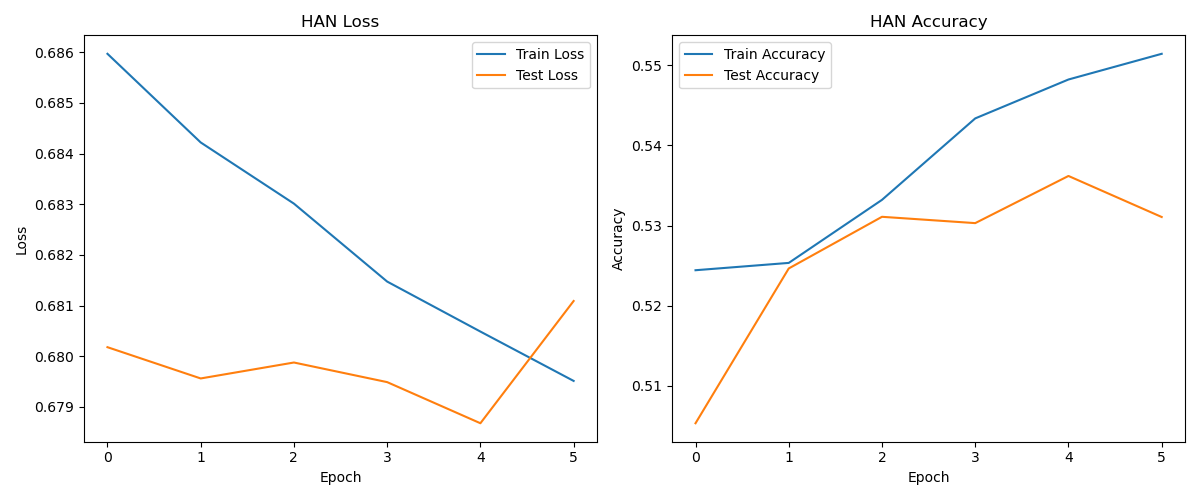 HAN Loss
0.686
0.685
0.684
0.683
0.682
0.681
0.680
0.679
Loss
Train Loss
Test Loss
0 1 2 3 4 5
Epoch
HAN Accuracy
0.55
0.54
0.53
0.52
0.51
Accuracy
Train Accuracy
Test Accuracy
0 1 2 3 4 5
Epoch